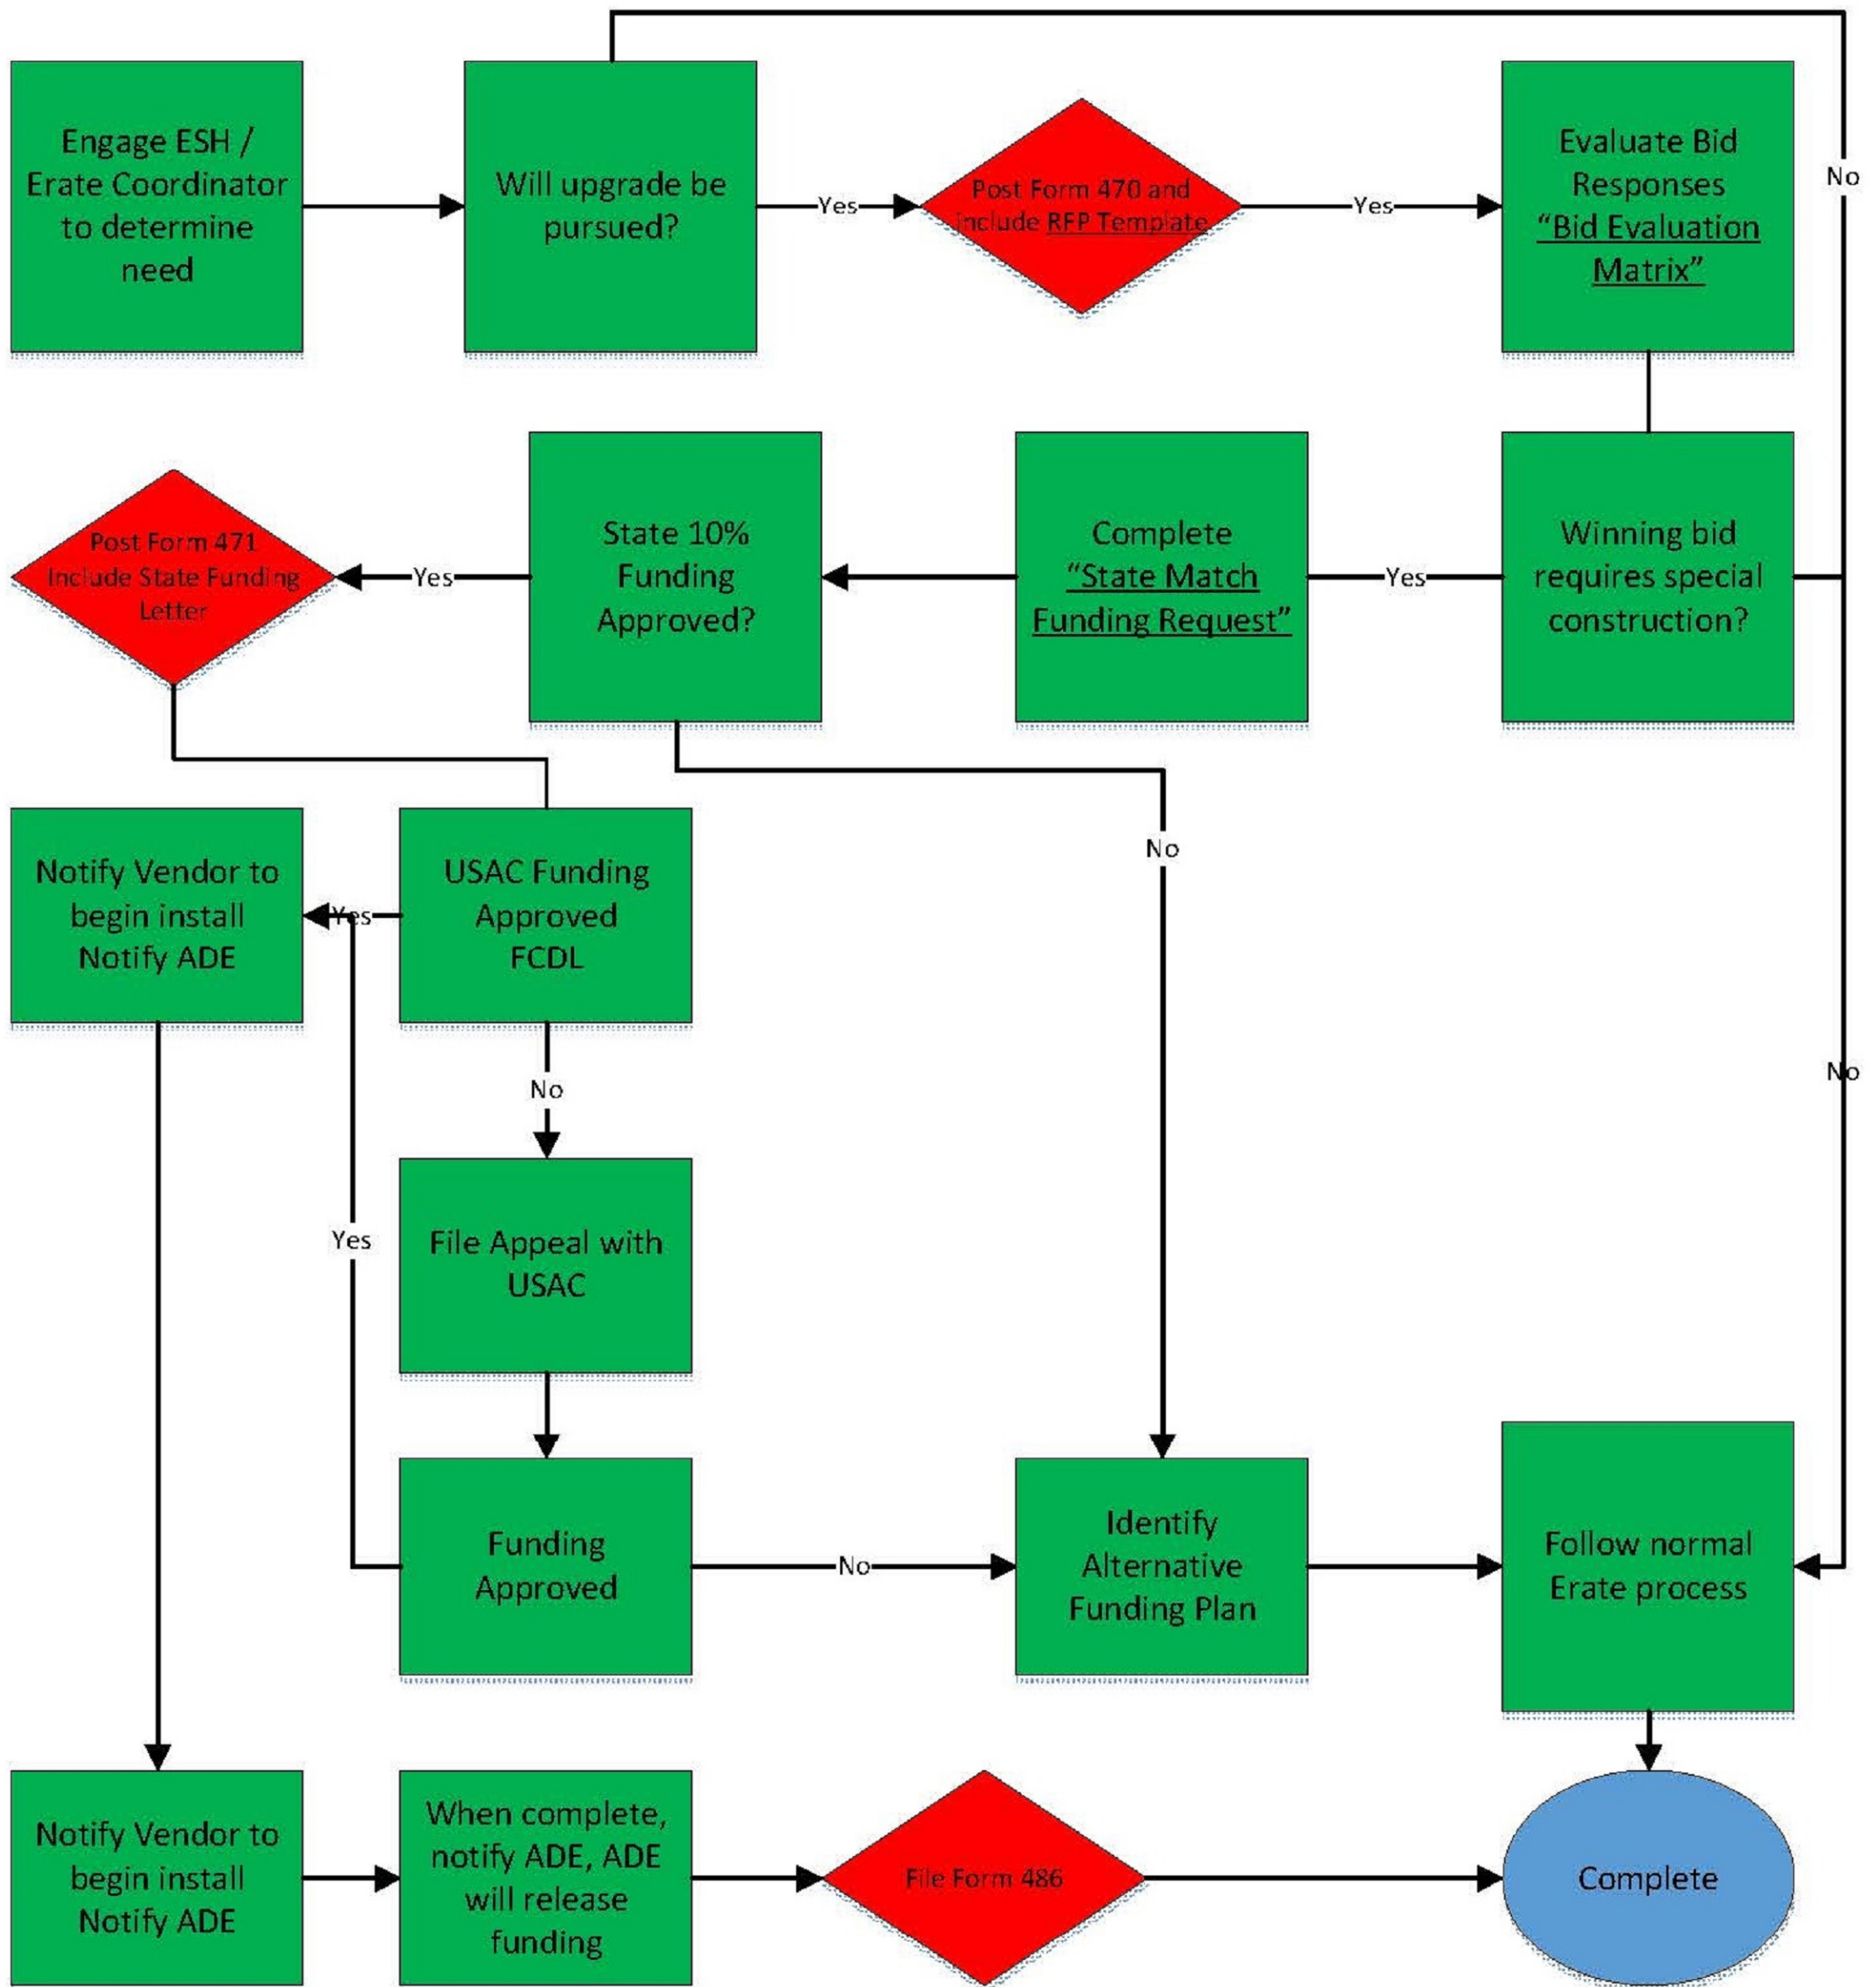 Engage ESH /
Erate Coordinator
to determine
need
Will upgrade be
pursued?
Yes
Post Form 470 and
include RFP Template
Yes
Evaluate Bid
Responses
“Bid Evaluation
Matrix”
No
Post Form 471
Include State Funding
Letter
Yes
State 10%
Funding
Approved?
Complete
“State Match
Funding Request”
Yes
Winning bid
requires special
construction?
Notify Vendor to
begin install
Notify ADE
Yes
USAC Funding
Approved
FCDL
No
No
No
Yes
File Appeal with
USAC
Funding
Approved
No
Identify
Alternative
Funding Plan
Follow normal
Erate process
Notify Vendor to
begin install
Notify ADE
When complete,
notify ADE, ADE
will release
funding
File Form 486
Complete